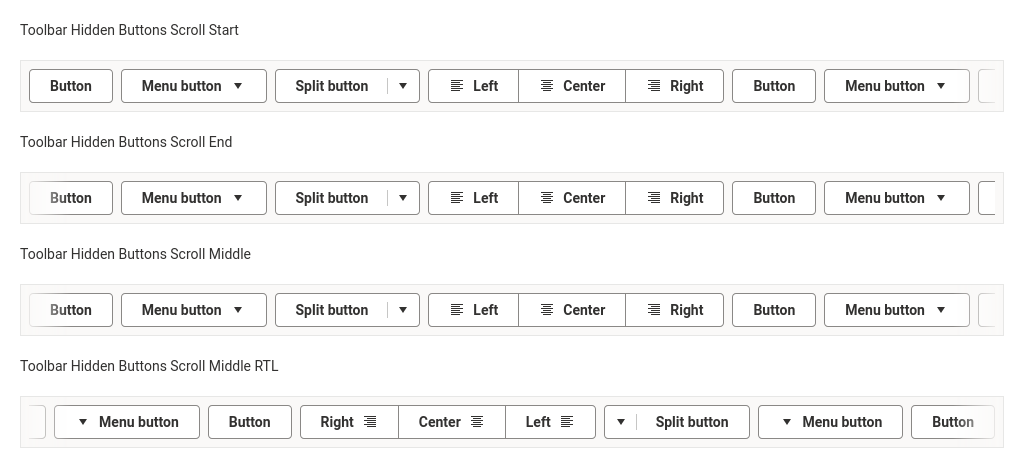 Toolbar Hidden Buttons Scroll Start
Button Menu button Split button Left Center Right Button Menu button
Toolbar Hidden Buttons Scroll End
Button Menu button Split button Left Center Right Button Menu button
Toolbar Hidden Buttons Scroll Middle
Button Menu button Split button Left Center Right Button Menu button
Toolbar Hidden Buttons Scroll Middle RTL
Menu button Button Right Center Left Split button Menu button Button